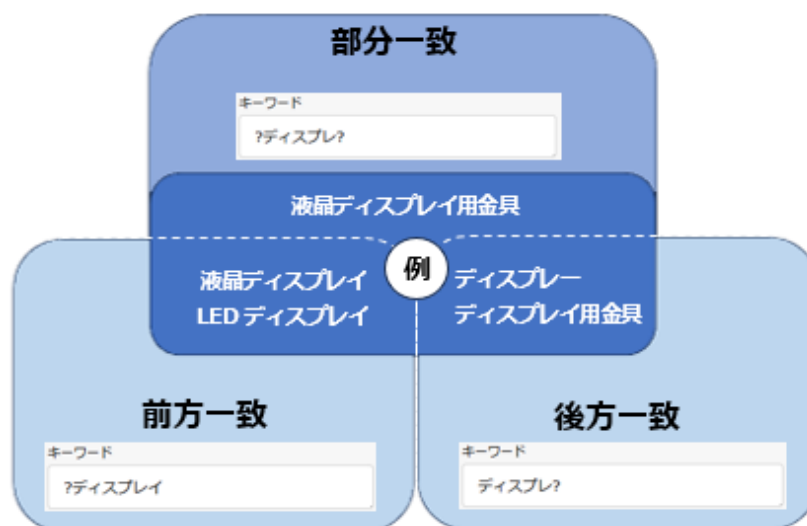 部分一致
キーワード
?ディスプレ?
液晶ディスプレイ用金具
例
液晶ディスプレイ
LEDディスプレイ
ディスプレー
ディスプレイ用金具
前方一致
キーワード
?ディスプレイ
後方一致
キーワード
ディスプレ?